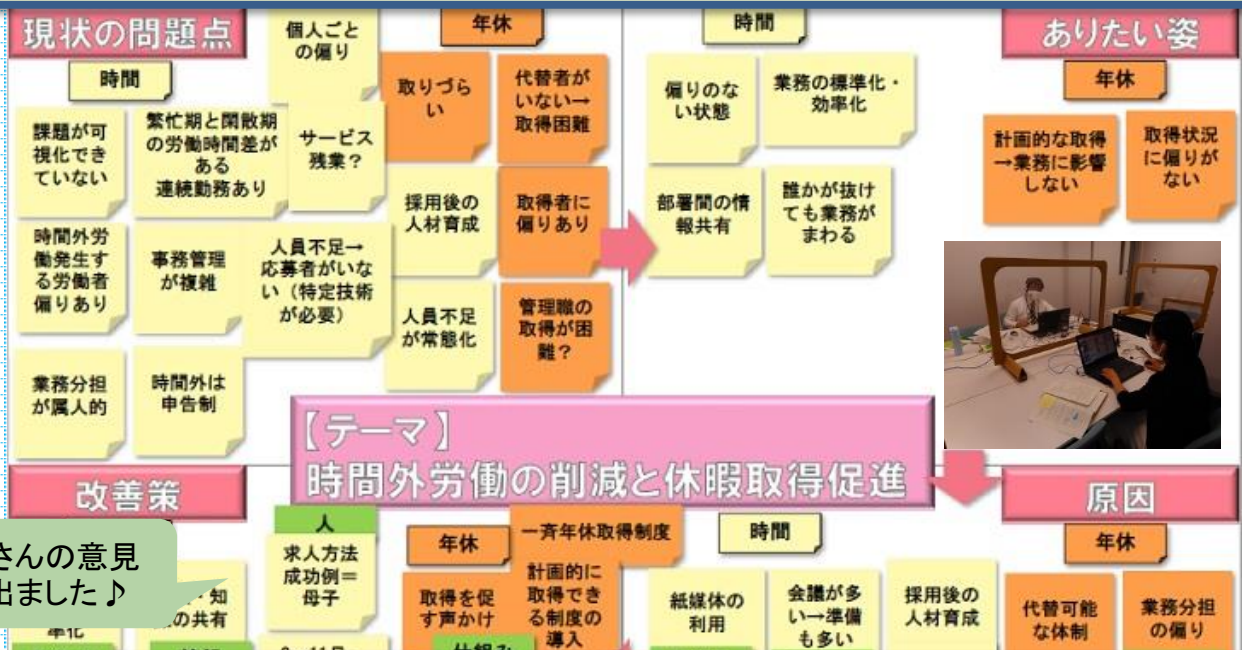 現状の問題点
時間
個人ごと
の偏り
年休
課題が可
視化でき
ていない
繁忙期と閑散期
の労働時間差が
ある
連続勤務あり
サービス
残業？
取りづら
い
代替者が
いない→
取得困難
時間外労
働発生す
る労働者
偏りあり
事務管理
が複雑
人員不足→
応募者がいな
い（特定技術
が必要）
採用後の
人材育成
取得者に
偏りあり
人員不足
が常態化
管理職の
取得が困
難？
業務分担
が属人的
時間外は
申告制
時間
ありたい姿
年休
偏りのな
い状態
業務の標準化・
効率化
計画的な取得
→業務に影響
しない
取得状況
に偏りが
ない
部署間の情
報共有
誰かが抜け
ても業務が
まわる
【テーマ】
時間外労働の削減と休暇取得促進
改善策
さんの意見
出ました♪
率化
・知
の共有
人
求人方法
成功例＝
母子
年休
一斉年休取得制度
取得を促
す声かけ
計画的に
取得でき
る制度の
導入
仕組み
原因
時間
年休
紙媒体の
利用
会議が多
い→準備
も多い
採用後の
人材育成
代替可能
な体制
業務分担
の偏り